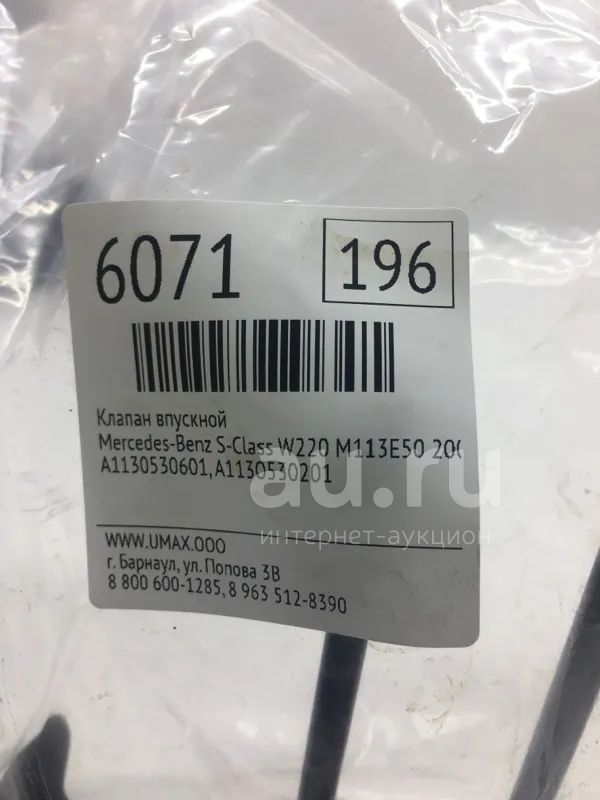 6071
196
Клапан впускной
Mercedes-Benz S-Class W220 M113E50 200
A1130530601,A1130530201
au.ru
интернет-аукцион
WWW.UMAX.OOO
г. Барнаул, ул. Попова 3В
8 800 600-1285, 8 963 512-8390